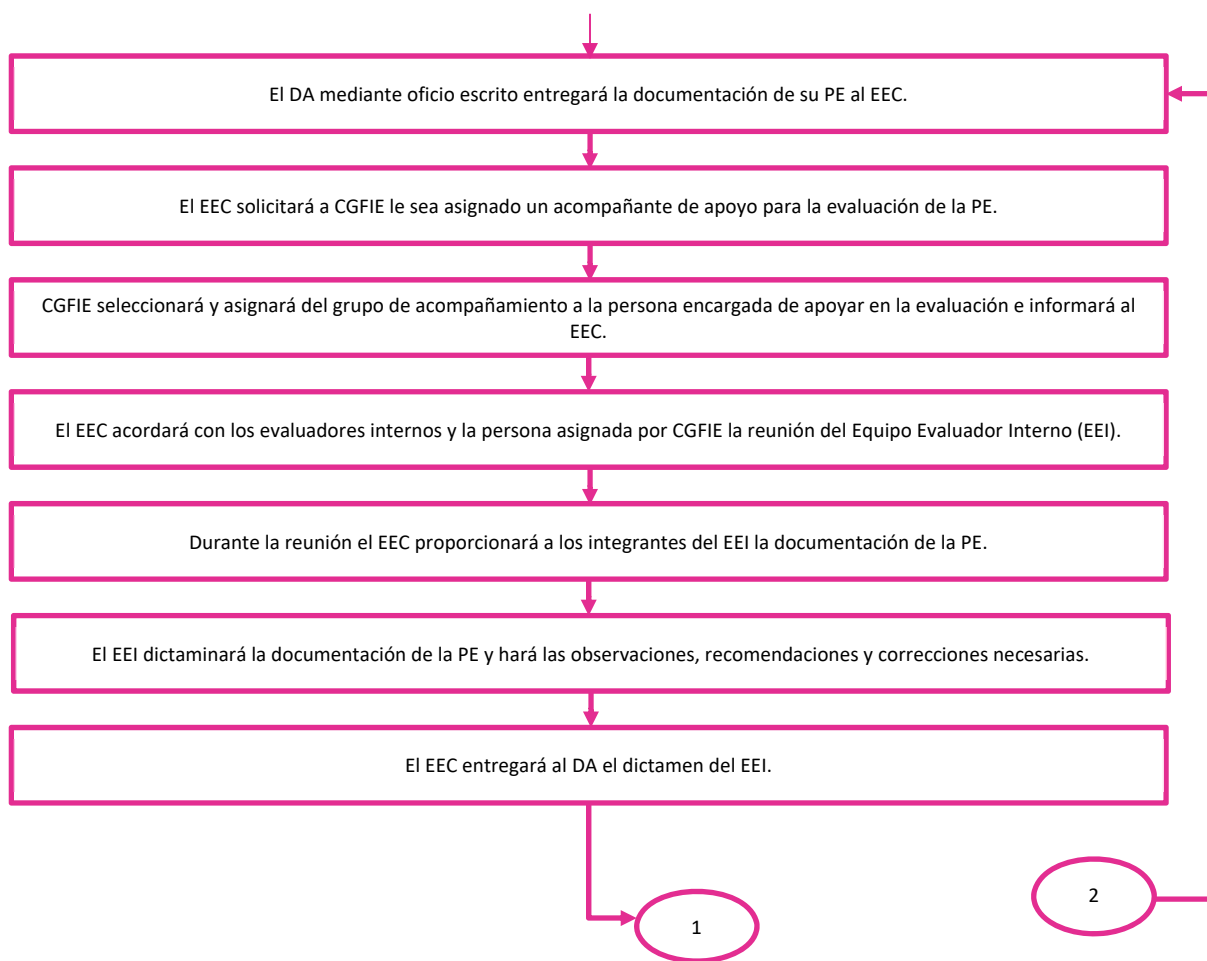 El DA mediante oficio escrito entregará la documentación de su PE al EEC.
El EEC solicitará a CGFIE le sea asignado un acompañante de apoyo para la evaluación de la PE.
CGFIE seleccionará y asignará del grupo de acompañamiento a la persona encargada de apoyar en la evaluación e informará al
EEC.
El EEC acordará con los evaluadores internos y la persona asignada por CGFIE la reunión del Equipo Evaluador Interno (EEI).
Durante la reunión el EEC proporcionará a los integrantes del EEI la documentación de la PE.
El EEI dictaminará la documentación de la PE y hará las observaciones, recomendaciones y correcciones necesarias.
El EEC entregará al DA el dictamen del EEI.
2
1